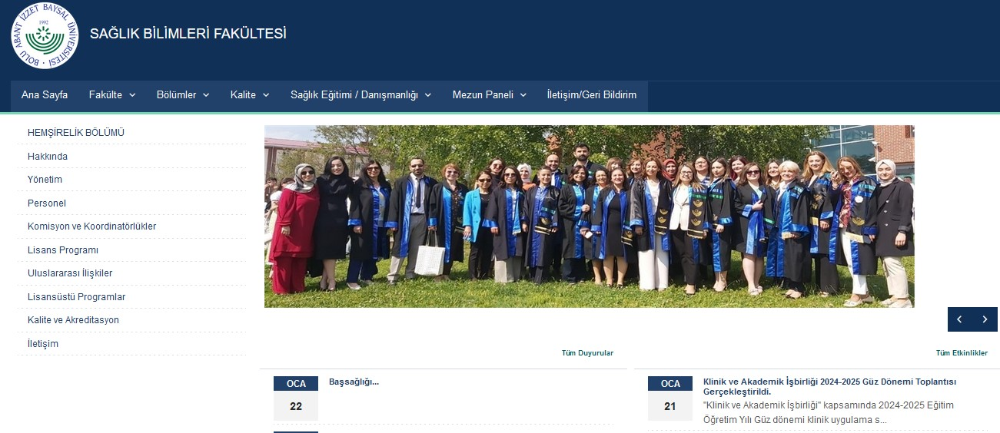 BOLU ABANT İZZET BAYSAL ÜNİVERSİTESİ
1992
SAĞLIK BİLİMLERİ FAKÜLTESİ
Ana Sayfa Fakülte Bölümler Kalite Sağlık Eğitimi / Danışmanlığı Mezun Paneli İletişim/Geri Bildirim
HEMŞİRELİK BÖLÜMÜ
Hakkında
Yönetim
Personel
Komisyon ve Koordinatörlükler
Lisans Programı
Uluslararası İlişkiler
Lisansüstü Programlar
Kalite ve Akreditasyon
İletişim
Tüm Duyurular
OCA
22
Başsağlığı...
Tüm Etkinlikler
OCA
21
Klinik ve Akademik İşbirliği 2024-2025 Güz Dönemi Toplantısı
Gerçekleştirildi.
"Klinik ve Akademik İşbirliği" kapsamında 2024-2025 Eğitim
Öğretim Yılı Güz dönemi klinik uygulama s...